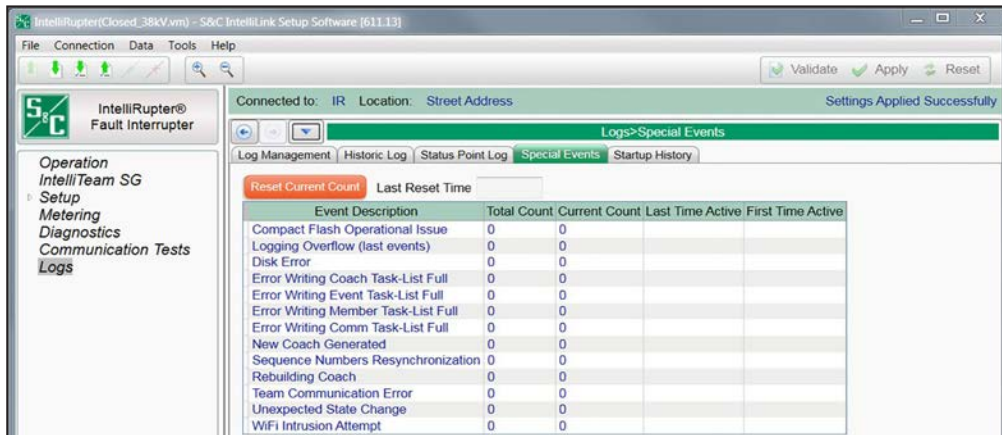 IntelliRupter(Closed_38kV.vm) - S&C IntelliLink Setup Software [611.13]
File Connection Data Tools Help
Validate Apply Reset
S&C
IntelliRupter®
Fault Interrupter
Connected to: IR Location: Street Address
Settings Applied Successfully
Logs>Special Events
Log Management Historic Log Status Point Log Special Events Startup History
Operation
IntelliTeam SG
Setup
Metering
Diagnostics
Communication Tests
Logs
Reset Current Count Last Reset Time
Event Description Total Count Current Count Last Time Active First Time Active
Compact Flash Operational Issue 0 0
Logging Overflow (last events) 0 0
Disk Error 0 0
Error Writing Coach Task-List Full 0 0
Error Writing Event Task-List Full 0 0
Error Writing Member Task-List Full 0 0
Error Writing Comm Task-List Full 0 0
New Coach Generated 0 0
Sequence Numbers Resynchronization 0 0
Rebuilding Coach 0 0
Team Communication Error 0 0
Unexpected State Change 0 0
WiFi Intrusion Attempt 0 0